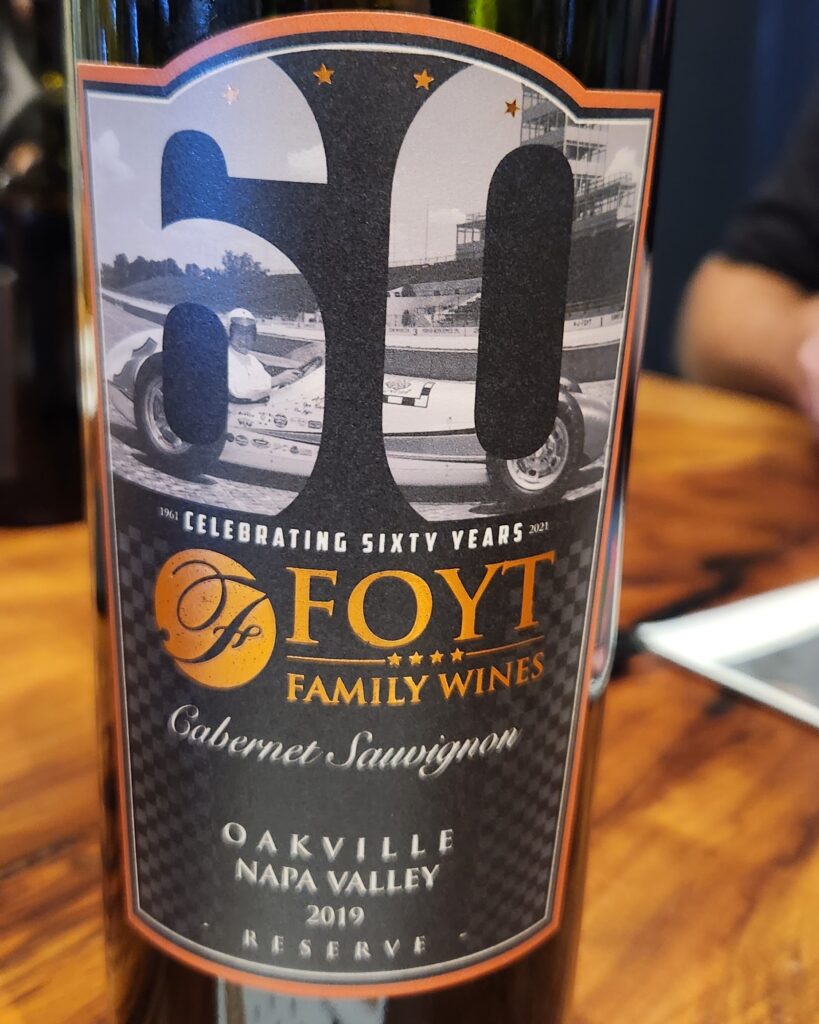 60
1961 CELEBRATING SIXTY YEARS 2021
F
FOYT
FAMILY WINES
Cabernet Sauvignon
OAKVILLE
NAPA VALLEY
2019
- RESERVE -